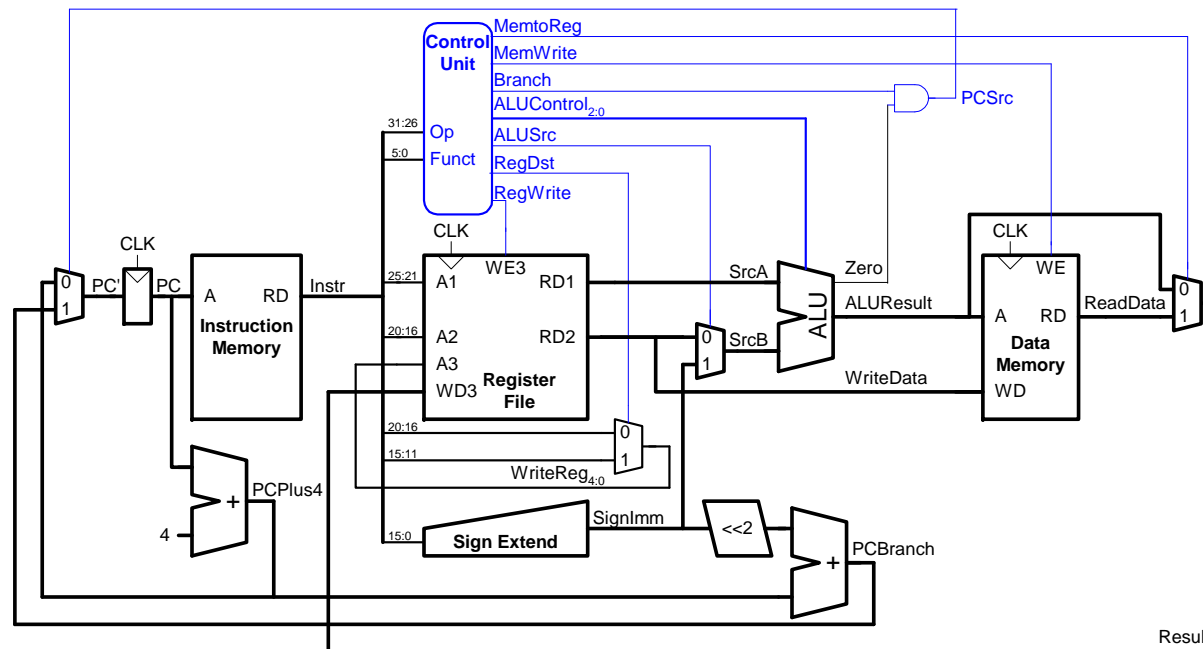 MemtoReg
Control
Unit
MemWrite
Branch
ALUControl2:0
PCSrc
31:26
Op
ALUSrc
5:0
Funct
RegDst
RegWrite
CLK
CLK
CLK
WE3
WE
0
1
PC'
PC
A
RD
Instr
Instruction
Memory
25:21
A1
RD1
SrcA
Zero
ALU
ALUResult
20:16
A2
RD2
0
1
SrcB
A
RD
ReadData
0
1
Data
Memory
A3
WD3
Register
File
WriteData
WD
20:16
15:11
0
1
WriteReg4:0
PCPlus4
+
4
SignImm
15:0
Sign Extend
<<2
PCBranch
+
Resul